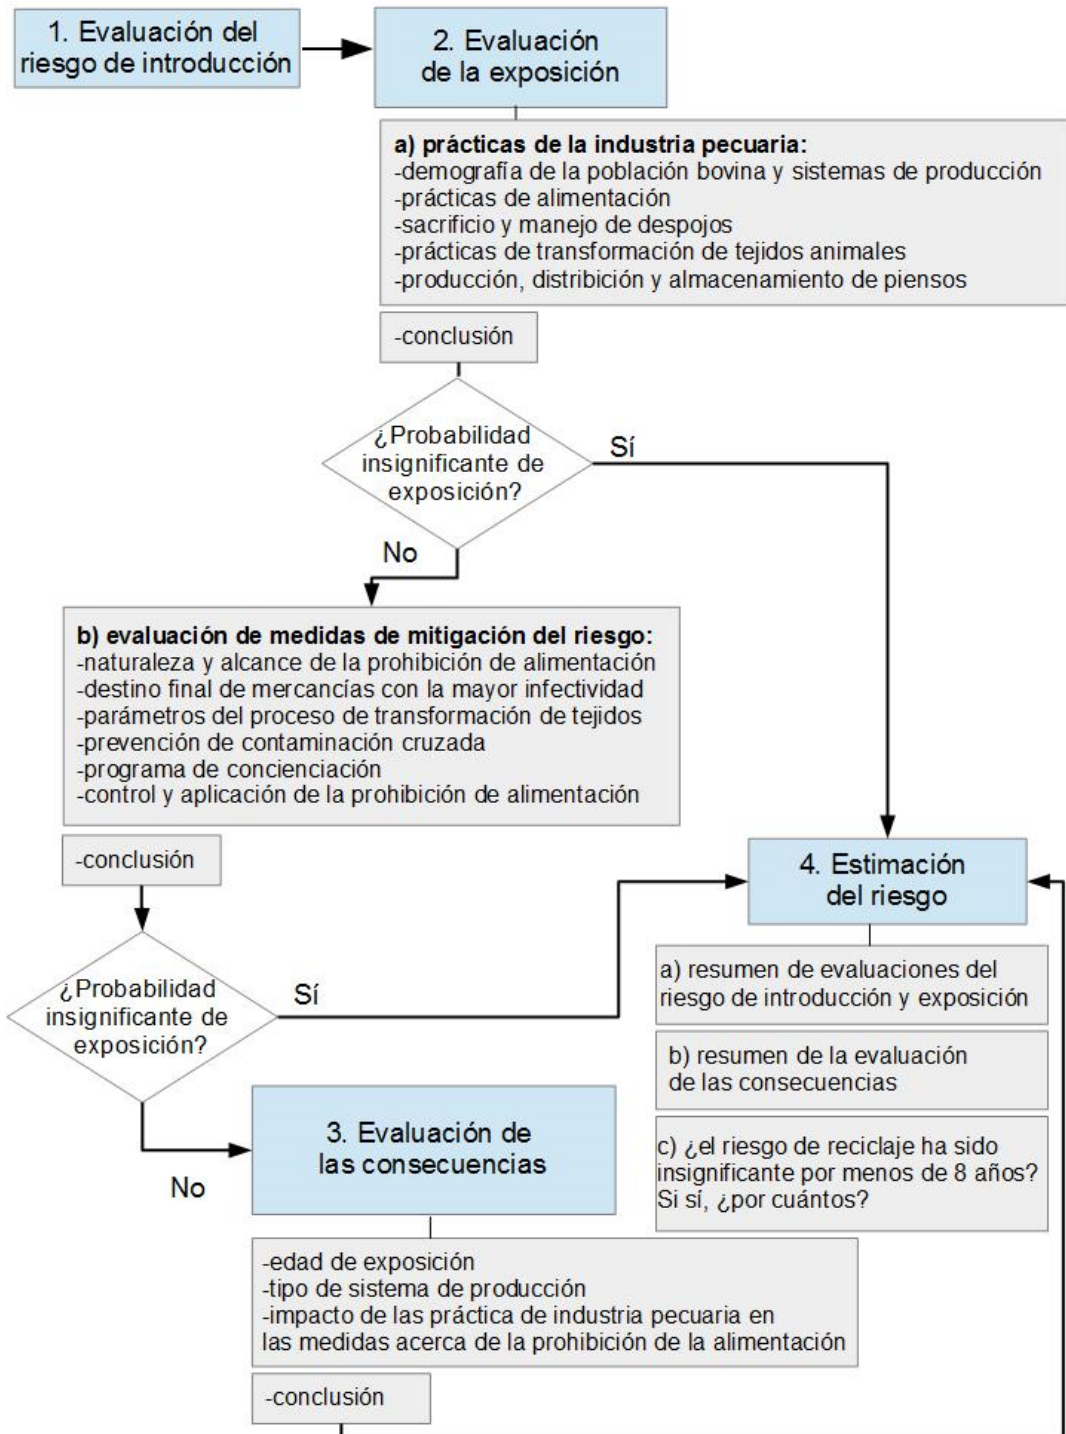 1. Evaluación del
riesgo de introducción
2. Evaluación
de la exposición
a) prácticas de la industria pecuaria:
-demografía de la población bovina y sistemas de producción
-prácticas de alimentación
-sacrificio y manejo de despojos
-prácticas de transformación de tejidos animales
-producción, distribición y almacenamiento de piensos
-conclusión
¿Probabilidad
insignificante de
exposición?
Sí
No
b) evaluación de medidas de mitigación del riesgo:
-naturaleza y alcance de la prohibición de alimentación
-destino final de mercancías con la mayor infectividad
-parámetros del proceso de transformación de tejidos
-prevención de contaminación cruzada
-programa de concienciación
-control y aplicación de la prohibición de alimentación
-conclusión
¿Probabilidad
insignificante de
exposición?
Sí
No
3. Evaluación de
las consecuencias
-edad de exposición
-tipo de sistema de producción
-impacto de las práctica de industria pecuaria en
las medidas acerca de la prohibición de la alimentación
-conclusión
4. Estimación
del riesgo
a) resumen de evaluaciones del
riesgo de introducción y exposición
b) resumen de la evaluación
de las consecuencias
c) ¿el riesgo de reciclaje ha sido
insignificante por menos de 8 años?
Si sí, ¿por cuántos?